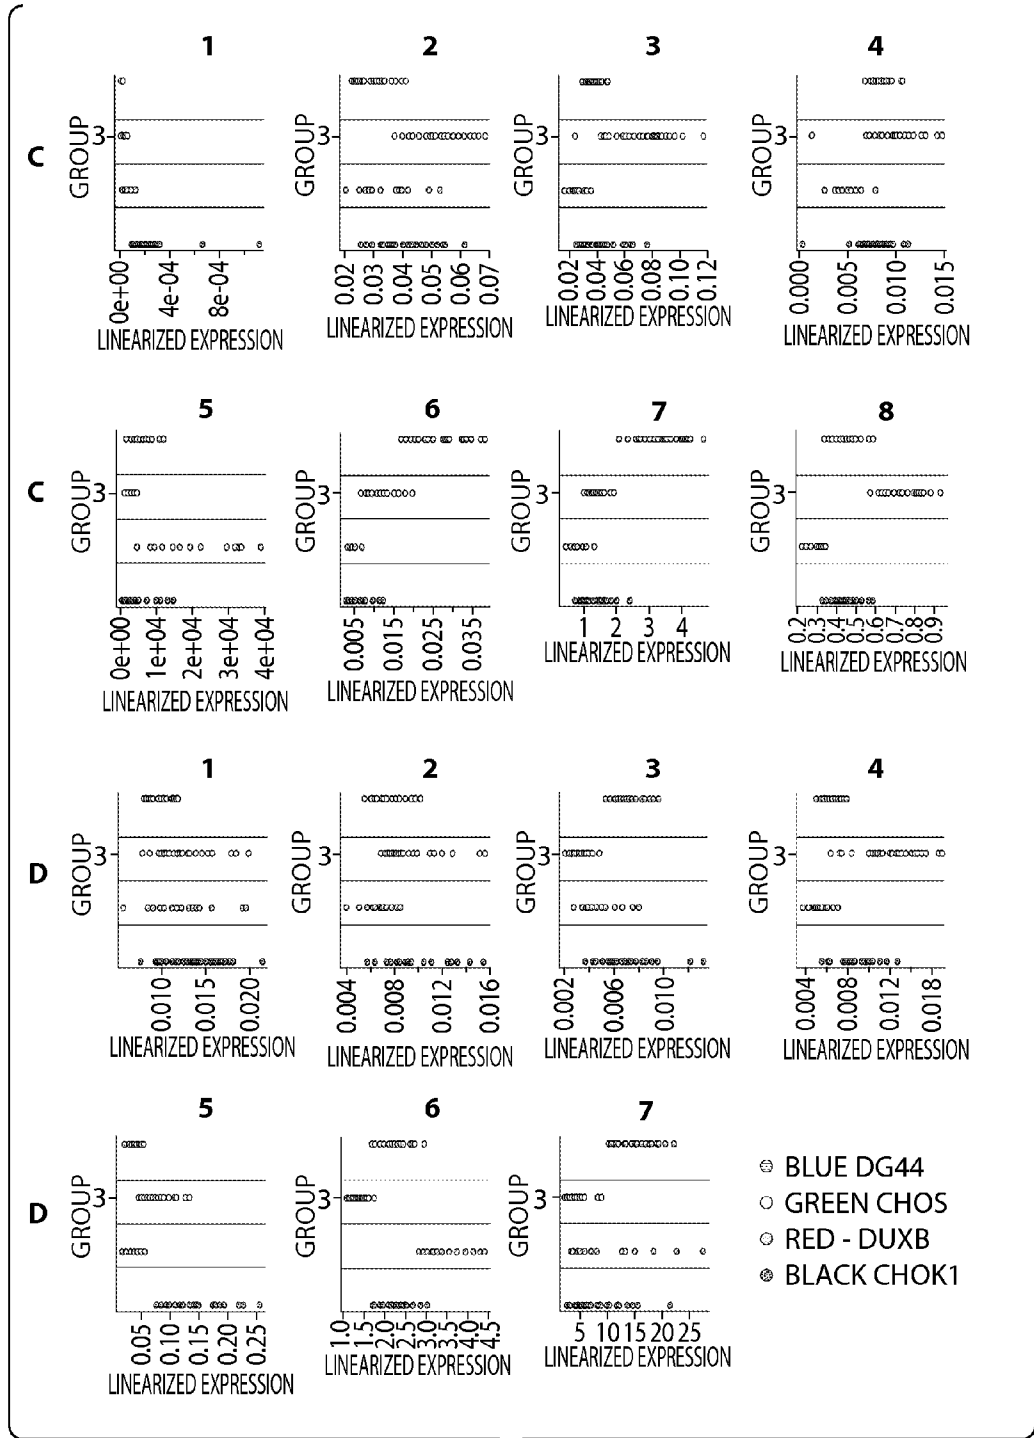 1 2 3 4
C
GROUP 3 GROUP 3 GROUP 3 GROUP 3
0e+00 4e-04 8e-04
0.02 0.03 0.04 0.05 0.06 0.07
0.02 0.04 0.06 0.08 0.10 0.12
0.000 0.005 0.010 0.015
LINEARIZED EXPRESSION LINEARIZED EXPRESSION LINEARIZED EXPRESSION LINEARIZED EXPRESSION
5 6 7 8
C
GROUP 3 GROUP 3 GROUP 3 GROUP 3
0e+00 1e+04 2e+04 3e+04 4e+04
0.005 0.015 0.025 0.035
1 2 3 4
0.2 0.3 0.4 0.5 0.6 0.7 0.8 0.9
LINEARIZED EXPRESSION LINEARIZED EXPRESSION LINEARIZED EXPRESSION LINEARIZED EXPRESSION
1 2 3 4
D
GROUP 3 GROUP 3 GROUP 3 GROUP 3
0.010 0.015 0.020
0.004 0.008 0.012 0.016
0.002 0.006 0.010
0.004 0.008 0.012 0.018
LINEARIZED EXPRESSION LINEARIZED EXPRESSION LINEARIZED EXPRESSION LINEARIZED EXPRESSION
5 6 7
D
GROUP 3 GROUP 3 GROUP 3
0.05 0.10 0.15 0.20 0.25
1.0 1.5 2.0 2.5 3.0 3.5 4.0 4.5
5 10 15 20 25
LINEARIZED EXPRESSION LINEARIZED EXPRESSION LINEARIZED EXPRESSION
BLUE DG44
GREEN CHOS
RED - DUXB
BLACK CHOK1